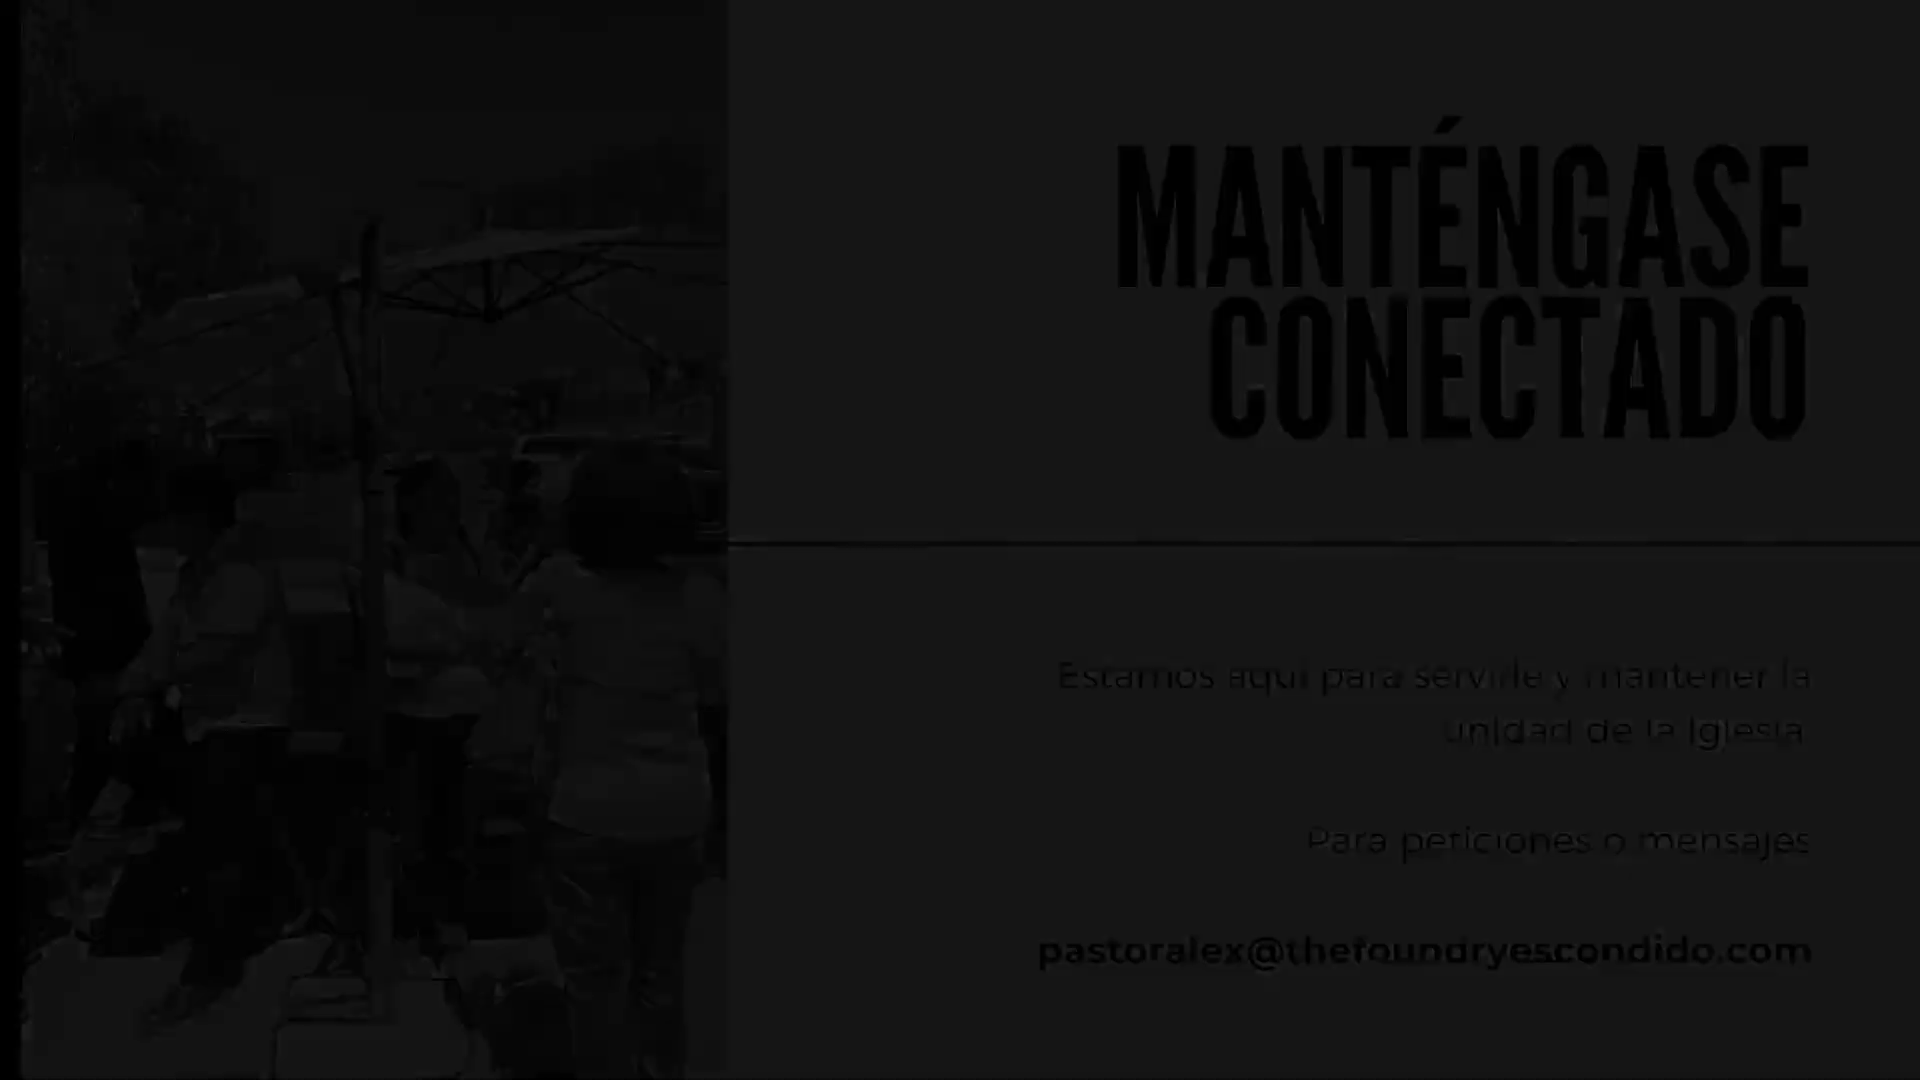 MANTÉNGASE
CONECTADO
Estamos aquí para servirle y mantener la
unidad de la Iglesia.
Para peticiones o mensajes
pastoralex@thefoundryescondido.com